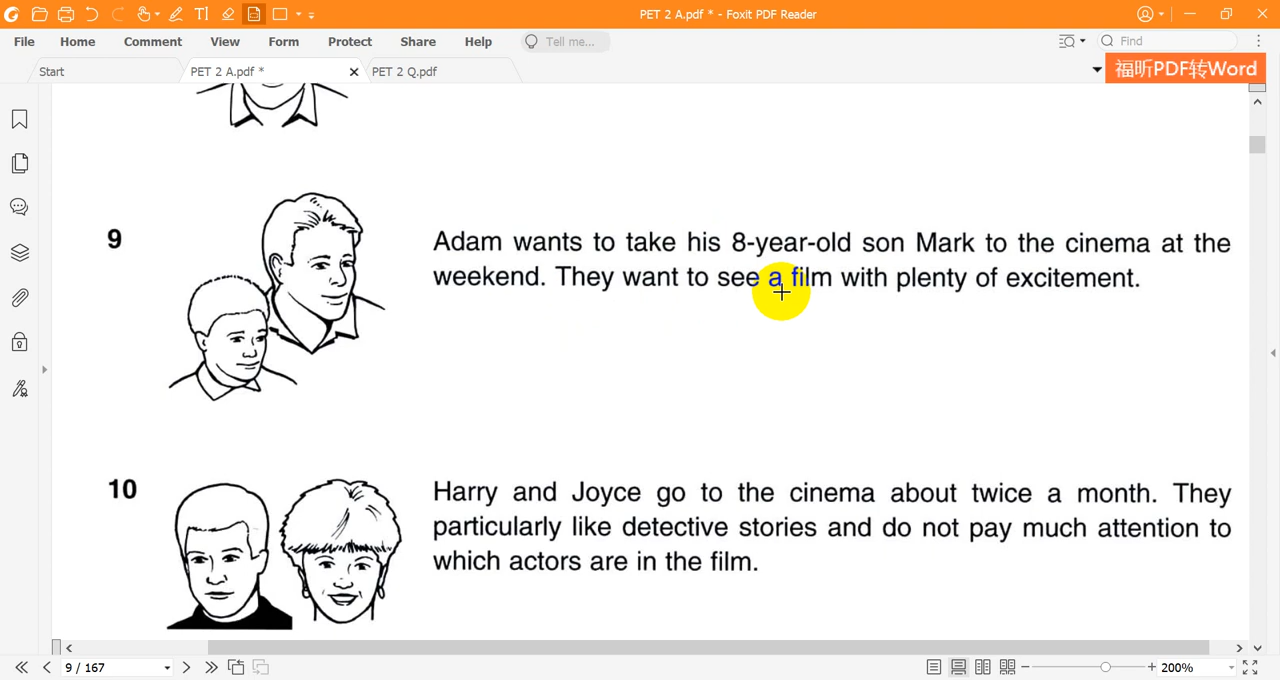 PET 2 A.pdf * - Foxit PDF Reader
File Home Comment View Form Protect Share Help Tell me... Find
Start PET 2 A.pdf * PET 2 Q.pdf 福昕PDF转Word
9
Adam wants to take his 8-year-old son Mark to the cinema at the
weekend. They want to see a film with plenty of excitement.
10
Harry and Joyce go to the cinema about twice a month. They
particularly like detective stories and do not pay much attention to
which actors are in the film.
9 / 167 200%